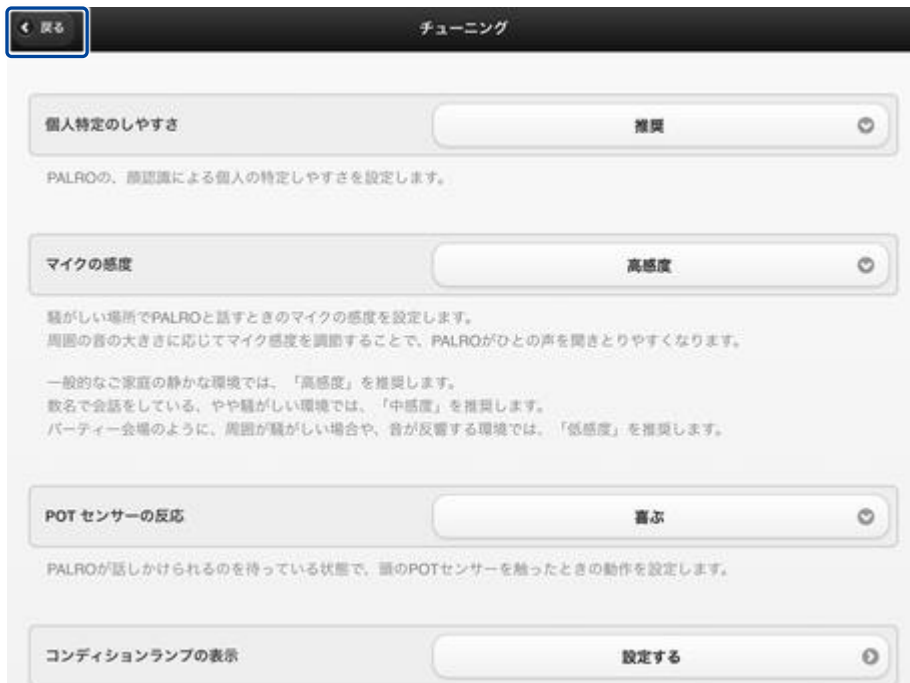 戻る
チューニング
個人特定のしやすさ
推奨
PALROの、顔認識による個人の特定しやすさを設定します。
マイクの感度
高感度
騒がしい場所でPALROと話すときのマイクの感度を設定します。
周囲の音の大きさに応じてマイク感度を調節することで、PALROがひとの声を聞きとりやすくなります。
一般的なご家庭の静かな環境では、「高感度」を推奨します。
数名で会話をしている、やや騒がしい環境では、「中感度」を推奨します。
パーティー会場のように、周囲が騒がしい場合や、音が反響する環境では、「低感度」を推奨します。
POT センサーの反応
喜ぶ
PALROが話しかけられるのを待っている状態で、頭のPOTセンサーを触ったときの動作を設定します。
コンディションランプの表示
設定する